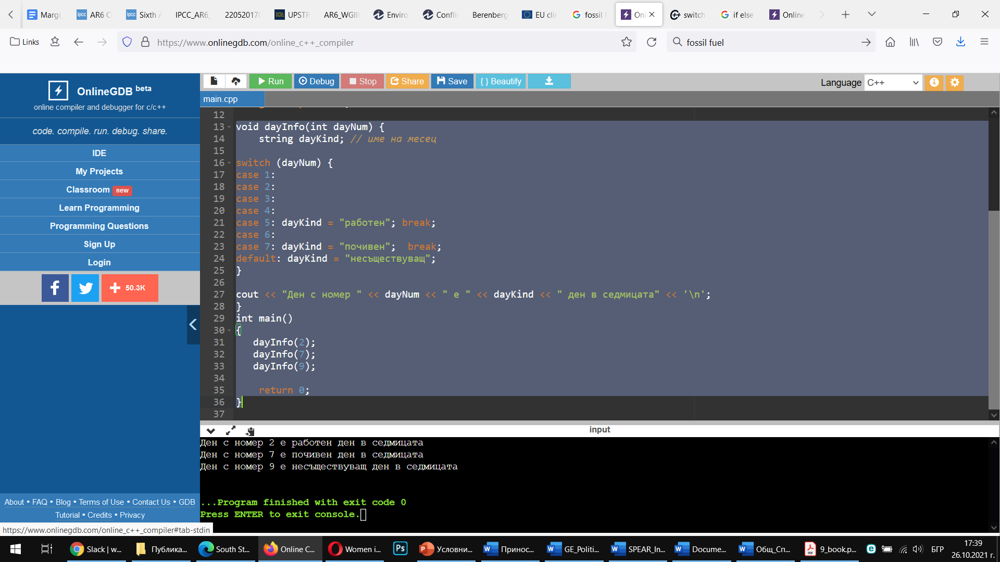 Margi
AR6 C
Sixth A
IPCC_AR6_
22052017
UPSTR
AR6_WGIII
Enviro
Confli
Berenberg
EU cli
fossil f
Onli
switch
if else
Online
Links
https://www.onlinegdb.com/online_c++_compiler
fossil fuel
OnlineGDB beta
online compiler and debugger for c/c++
code. compile. run. debug. share.
IDE
My Projects
Classroom new
Learn Programming
Programming Questions
Sign Up
Login
50.3K
About • FAQ • Blog • Terms of Use • Contact Us • GDB
Tutorial • Credits • Privacy
https://www.onlinegdb.com/online_c++_compiler#tab-stdin
Run Debug Stop Share Save { } Beautify
Language C++
main.cpp
12
13 void dayInfo(int dayNum) {
14 string dayKind; // име на месец
15
16 switch (dayNum) {
17 case 1:
18 case 2:
19 case 3:
20 case 4:
21 case 5: dayKind = "работен"; break;
22 case 6:
23 case 7: dayKind = "почивен"; break;
24 default: dayKind = "несъществуващ";
25 }
26
27 cout << "Ден с номер " << dayNum << " е " << dayKind << " ден в седмицата" << '\n';
28 }
29 int main()
30 {
31 dayInfo(2);
32 dayInfo(7);
33 dayInfo(9);
34
35 return 0;
36 }
37
input
Ден с номер 2 е работен ден в седмицата
Ден с номер 7 е почивен ден в седмицата
Ден с номер 9 е несъществуващ ден в седмицата
...Program finished with exit code 0
Press ENTER to exit console.
Slack | w...
Публика...
South St...
Online C...
Women i...
Ps
Условни...
Принос...
GE_Politi...
SPEAR_In...
Docume...
Общ_Сп...
9_book.p...
БГР
17:39
26.10.2021 г.